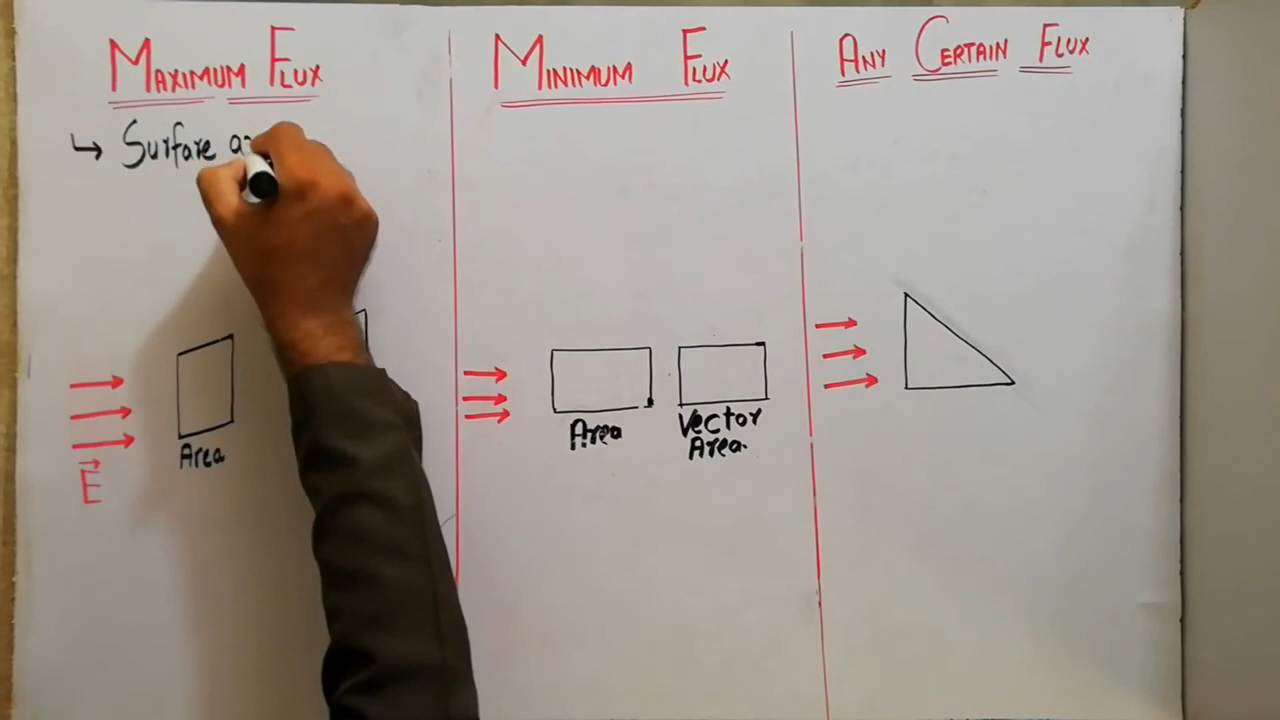 MAXIMUM FLUX
↳ Surface
E
Area
MINIMUM FLUX
Area
Vector
Area.
ANY CERTAIN FLUX